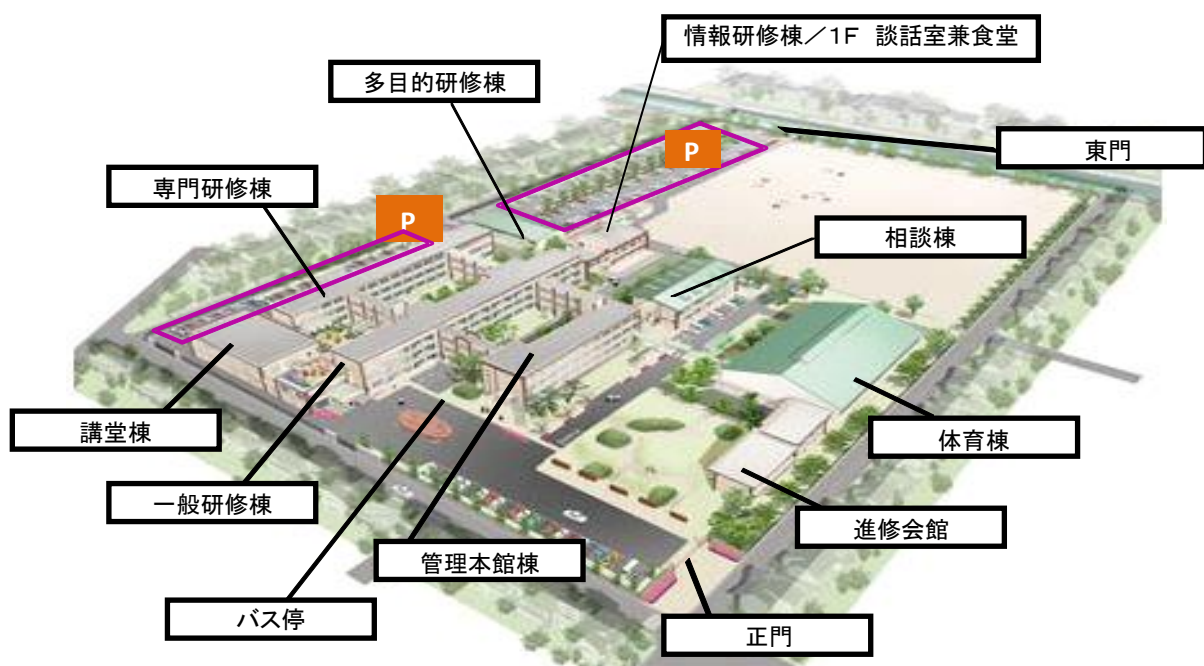 情報研修棟／1F 談話室兼食堂
多目的研修棟
P
東門
専門研修棟
P
相談棟
講堂棟
体育棟
一般研修棟
進修会館
管理本館棟
バス停
正門